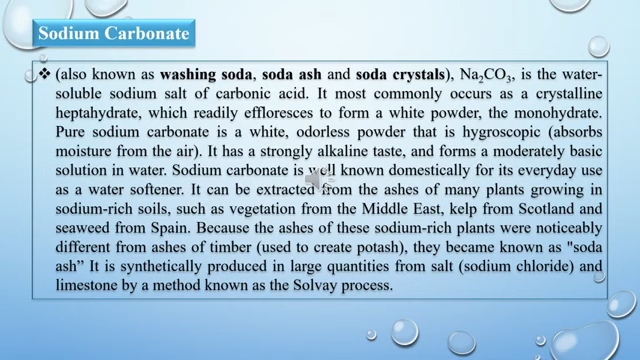 Sodium Carbonate
❖ (also known as washing soda, soda ash and soda crystals), Na₂CO₃, is the water-
soluble sodium salt of carbonic acid. It most commonly occurs as a crystalline
heptahydrate, which readily effloresces to form a white powder, the monohydrate.
Pure sodium carbonate is a white, odorless powder that is hygroscopic (absorbs
moisture from the air). It has a strongly alkaline taste, and forms a moderately basic
solution in water. Sodium carbonate is well known domestically for its everyday use
as a water softener. It can be extracted from the ashes of many plants growing in
sodium-rich soils, such as vegetation from the Middle East, kelp from Scotland and
seaweed from Spain. Because the ashes of these sodium-rich plants were noticeably
different from ashes of timber (used to create potash), they became known as "soda
ash” It is synthetically produced in large quantities from salt (sodium chloride) and
limestone by a method known as the Solvay process.